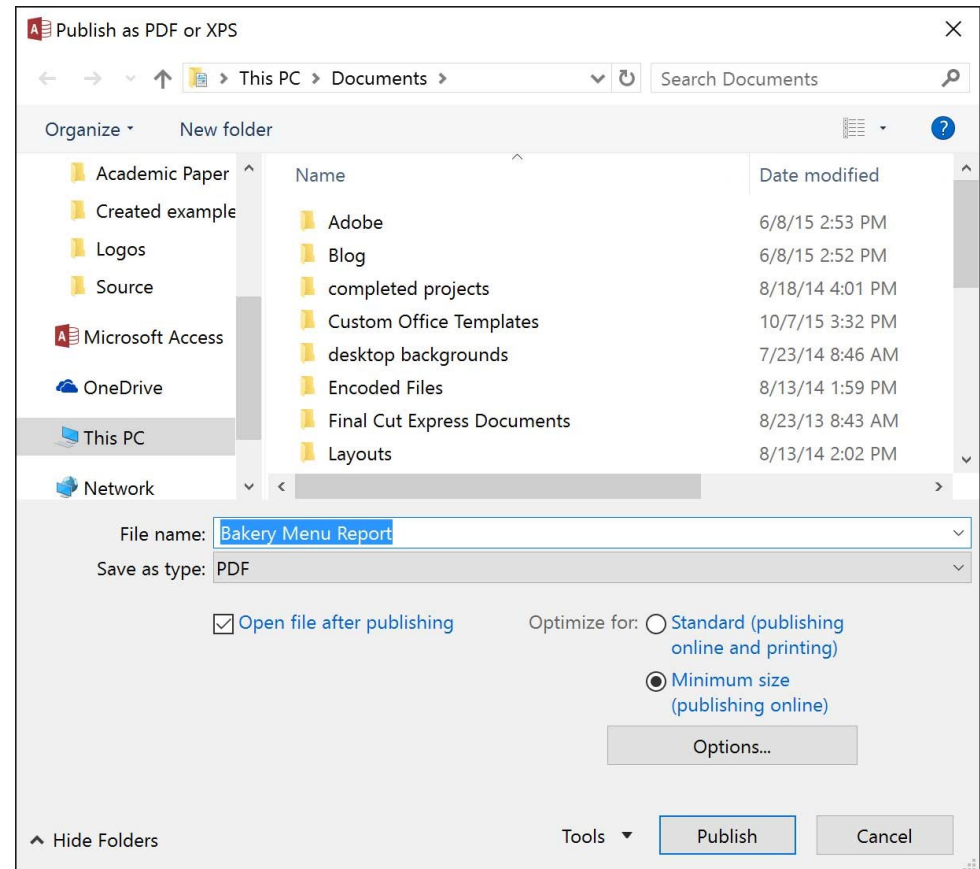 Publish as PDF or XPS
This PC > Documents >
Search Documents
Organize
New folder
Academic Paper
Created example
Logos
Source
Microsoft Access
OneDrive
This PC
Network
Name Date modified
Adobe 6/8/15 2:53 PM
Blog 6/8/15 2:52 PM
completed projects 8/18/14 4:01 PM
Custom Office Templates 10/7/15 3:32 PM
desktop backgrounds 7/23/14 8:46 AM
Encoded Files 8/13/14 1:59 PM
Final Cut Express Documents 8/23/13 8:43 AM
Layouts 8/13/14 2:02 PM
File name: Bakery Menu Report
Save as type: PDF
Open file after publishing
Optimize for: Standard (publishing
online and printing)
Minimum size
(publishing online)
Options...
Hide Folders
Tools
Publish
Cancel